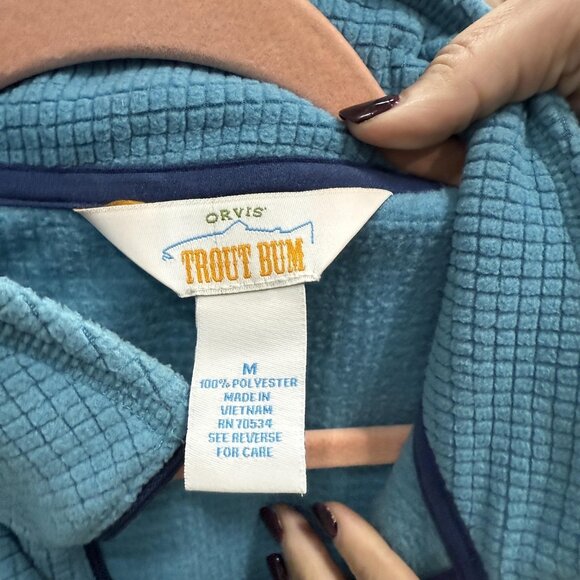 ORVIS®
TROUT BUM
M
100% POLYESTER
MADE IN
VIETNAM
RN 70534
SEE REVERSE
FOR CARE